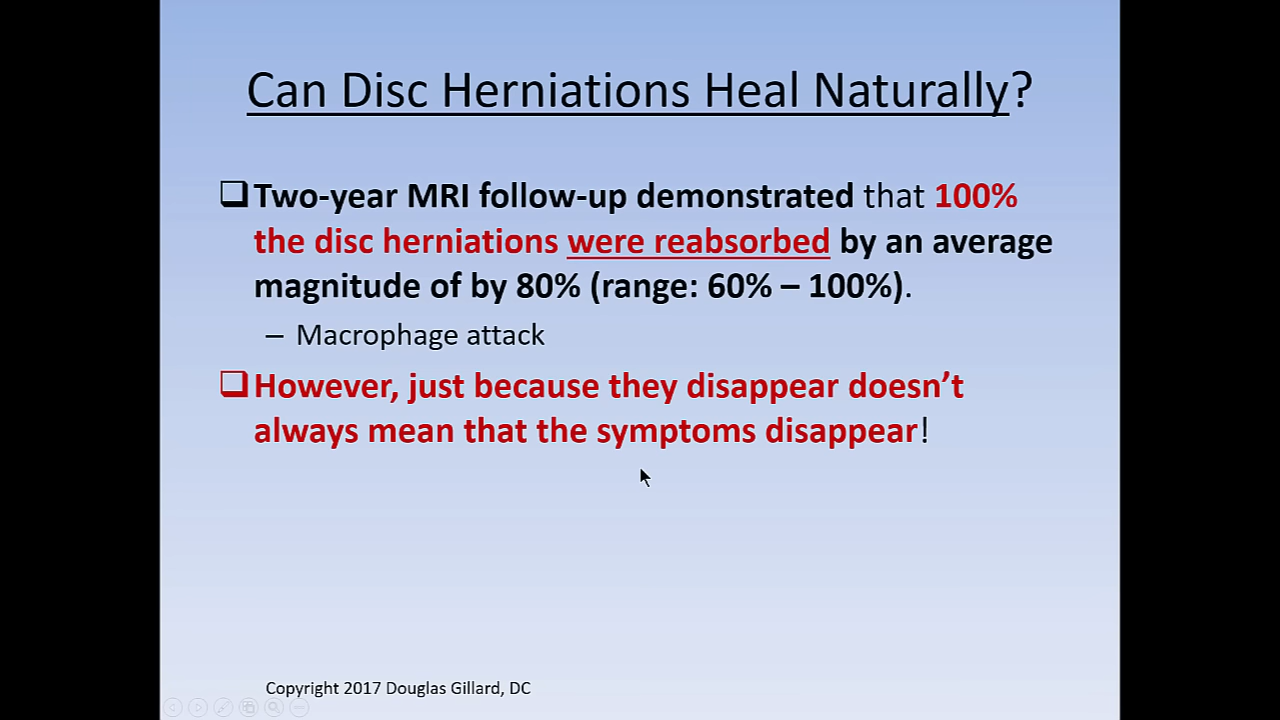 Can Disc Herniations Heal Naturally?
Two-year MRI follow-up demonstrated that 100%
the disc herniations were reabsorbed by an average
magnitude of by 80% (range: 60% – 100%).
– Macrophage attack
However, just because they disappear doesn’t
always mean that the symptoms disappear!
Copyright 2017 Douglas Gillard, DC